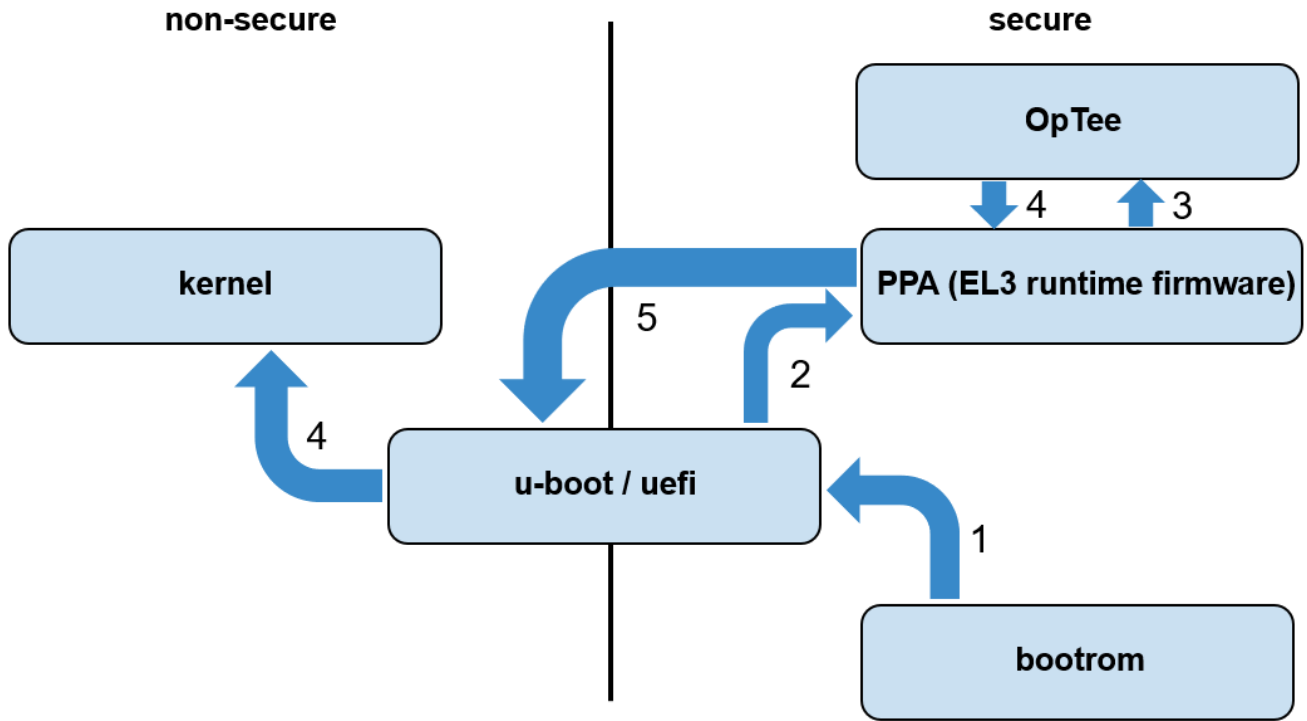 non-secure
secure
OpTee
4
3
kernel
PPA (EL3 runtime firmware)
5
2
4
u-boot / uefi
1
bootrom